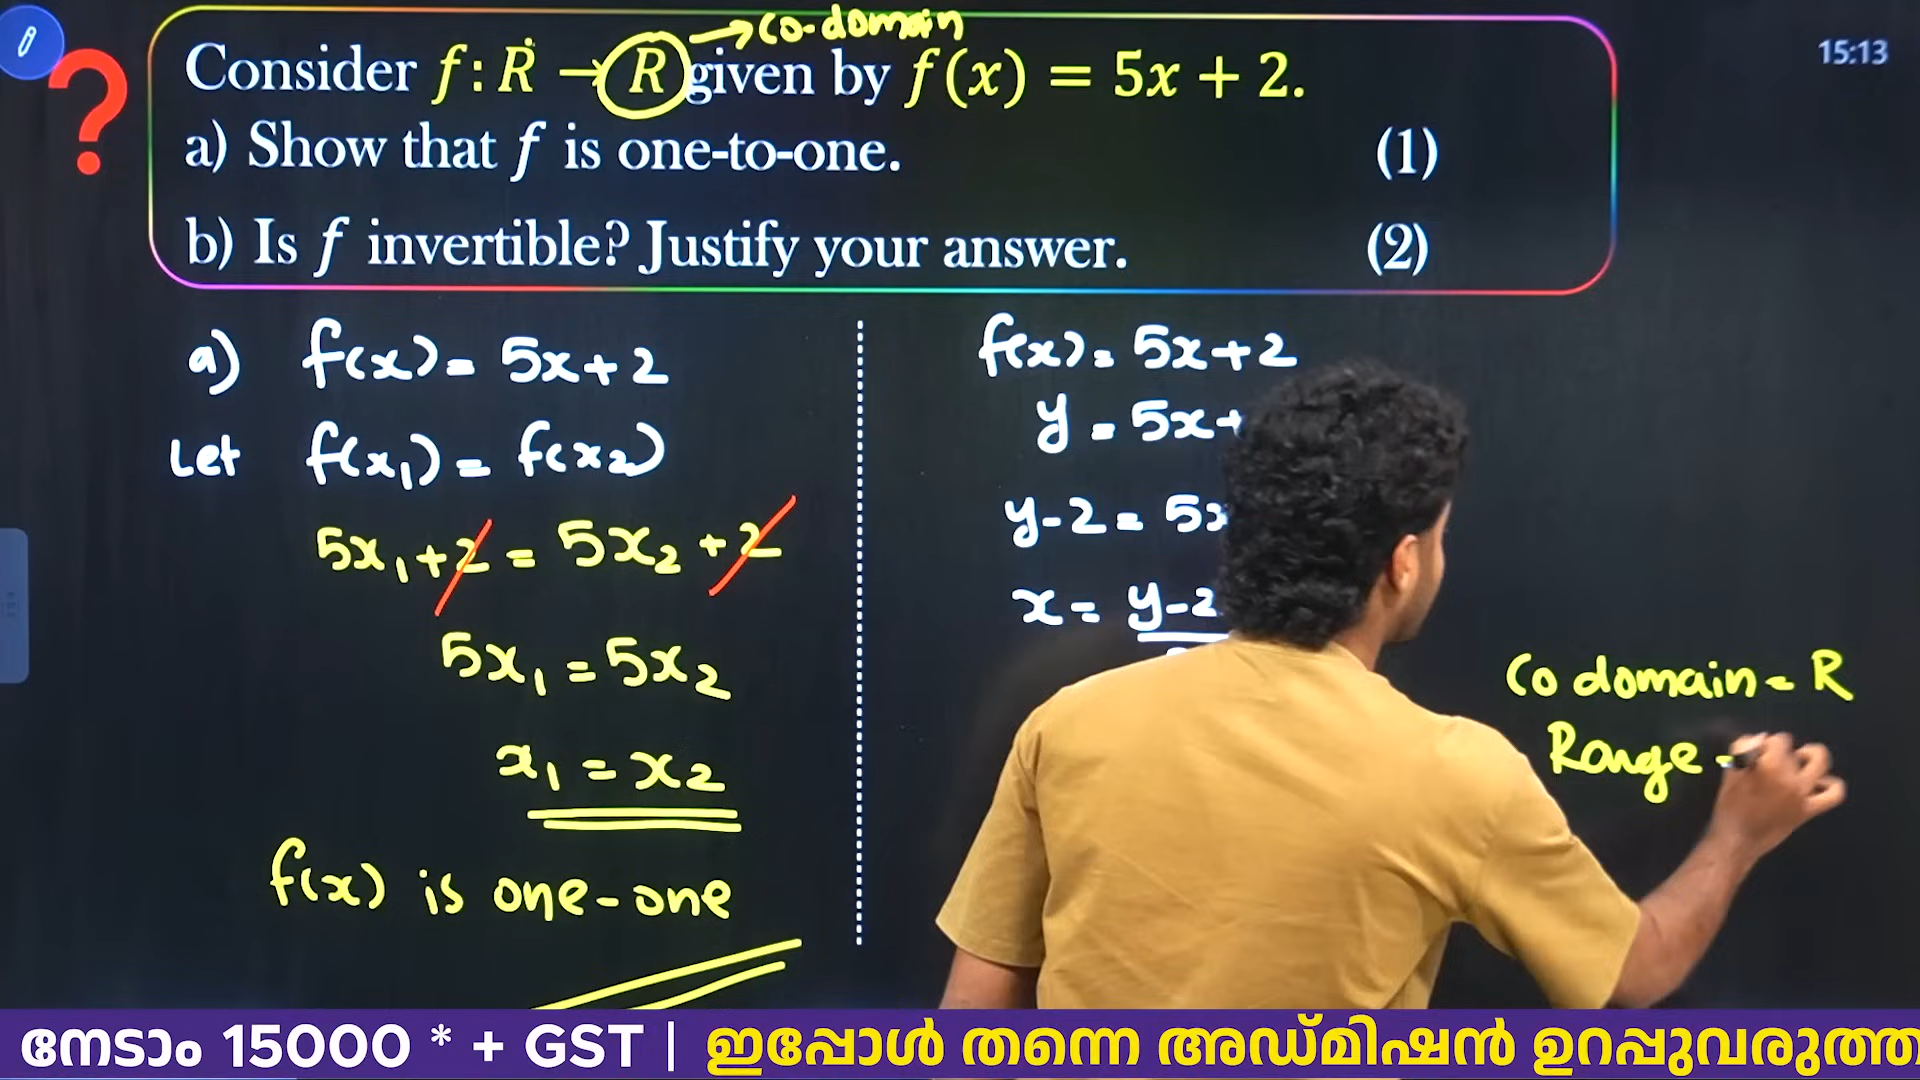 → co-domain
Consider f : R → R given by f(x) = 5x + 2.
15:13
a) Show that f is one-to-one. (1)
b) Is f invertible? Justify your answer. (2)
a) f(x) = 5x+2
Let f(x₁) = f(x₂)
5x₁+2 = 5x₂+2
5x₁ = 5x₂
x₁ = x₂
f(x) is one-one
f(x) = 5x+2
y = 5x+
y-2 = 5x
x = y-2
Co domain = R
Range -
നേടാം 15000 * + GST | ഇപ്പോൾ തന്നെ അഡ്മിഷൻ ഉറപ്പുവരുത്ത